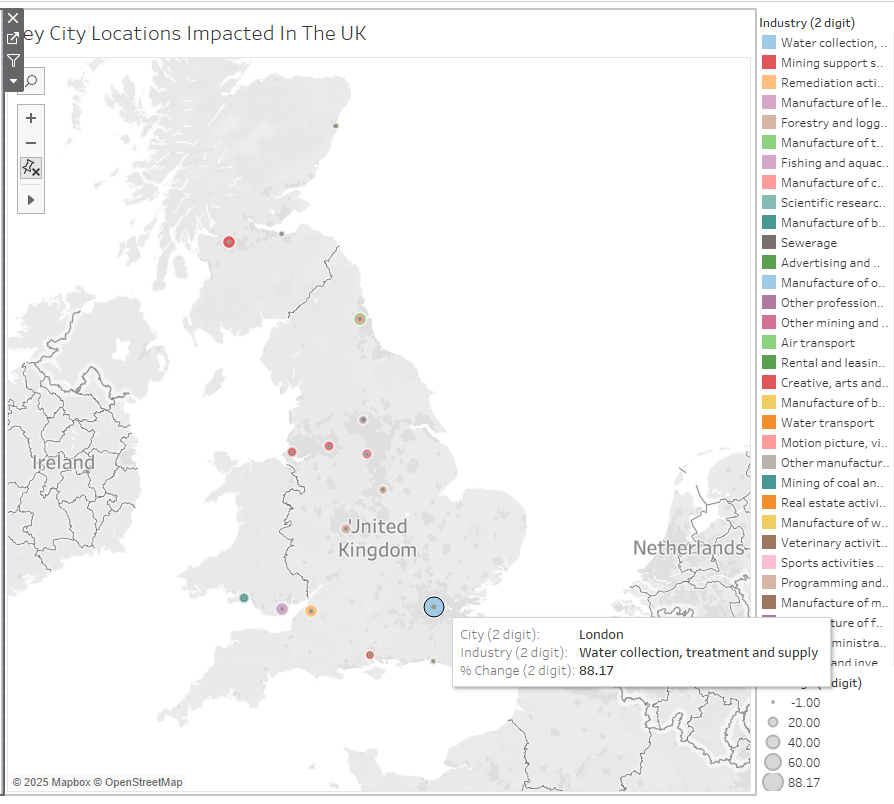 ey City Locations Impacted In The UK
Ireland
United
Kingdom
Netherlands
City (2 digit): London
Industry (2 digit): Water collection, treatment and supply
% Change (2 digit): 88.17
© 2025 Mapbox © OpenStreetMap
Industry (2 digit)
Water collection, ..
Mining support s..
Remediation acti..
Manufacture of le..
Forestry and logg..
Manufacture of t..
Fishing and aquac..
Manufacture of c..
Scientific researc..
Manufacture of b..
Sewerage
Advertising and ..
Manufacture of o..
Other profession..
Other mining and ..
Air transport
Rental and leasin..
Creative, arts and..
Manufacture of b..
Water transport
Motion picture, vi..
Other manufactur..
Mining of coal an..
Real estate activi..
Manufacture of w..
Veterinary activit..
Sports activities ..
Programming and..
Manufacture of m..
ture of f..
ministra..
and inve
digit)
-1.00
20.00
40.00
60.00
88.17